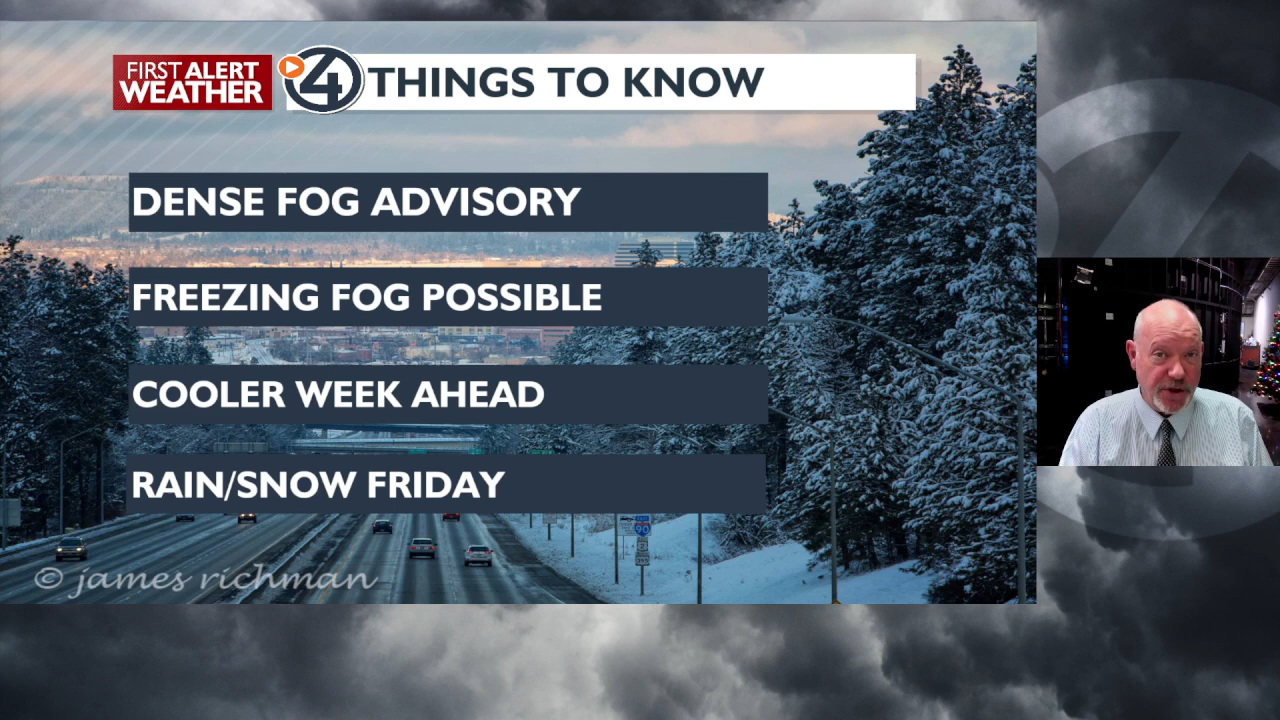 FIRST ALERT
WEATHER
4 THINGS TO KNOW
DENSE FOG ADVISORY
FREEZING FOG POSSIBLE
COOLER WEEK AHEAD
RAIN/SNOW FRIDAY
90
© james richman